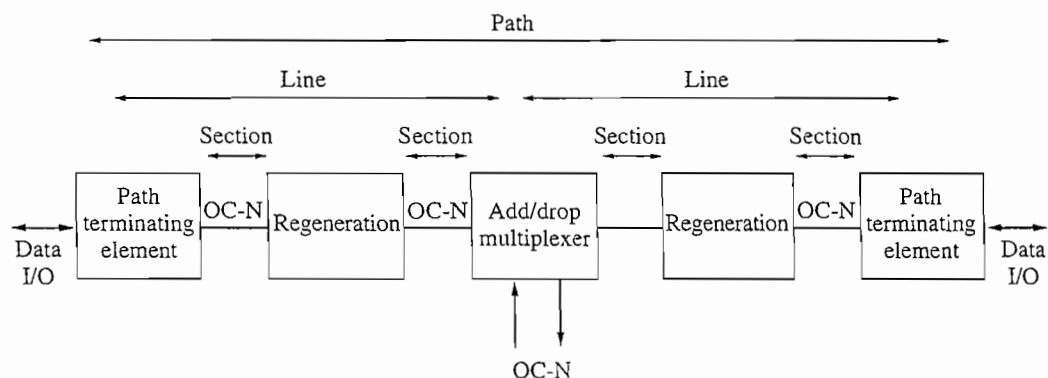 Path
Line
Line
Section
Section
Section
Section
Path
terminating
element
OC-N
Regeneration
OC-N
Add/drop
multiplexer
Regeneration
OC-N
Path
terminating
element
Data
I/O
Data
I/O
OC-N